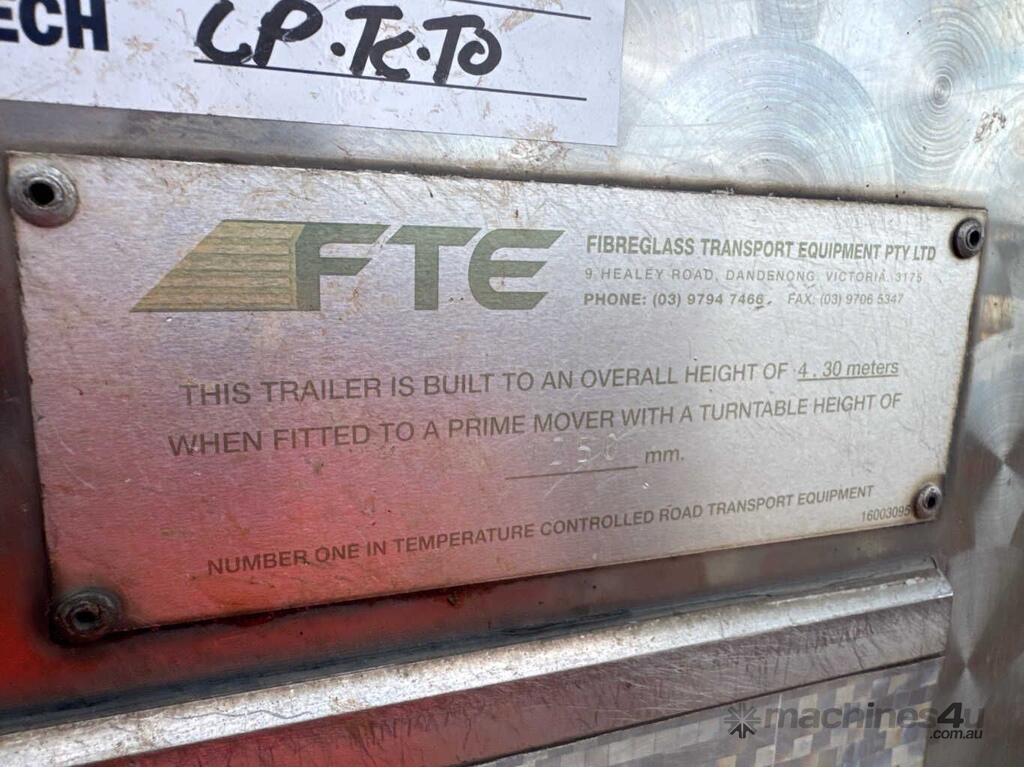 ECH
CP.TC.TO
FTE
FIBREGLASS TRANSPORT EQUIPMENT PTY LTD
9 HEALEY ROAD, DANDENONG, VICTORIA. 3175
PHONE: (03) 9794 7466. FAX: (03) 9706 5347
THIS TRAILER IS BUILT TO AN OVERALL HEIGHT OF 4.30 meters
WHEN FITTED TO A PRIME MOVER WITH A TURNTABLE HEIGHT OF
mm.
NUMBER ONE IN TEMPERATURE CONTROLLED ROAD TRANSPORT EQUIPMENT
16003095
machines4u
.com.au